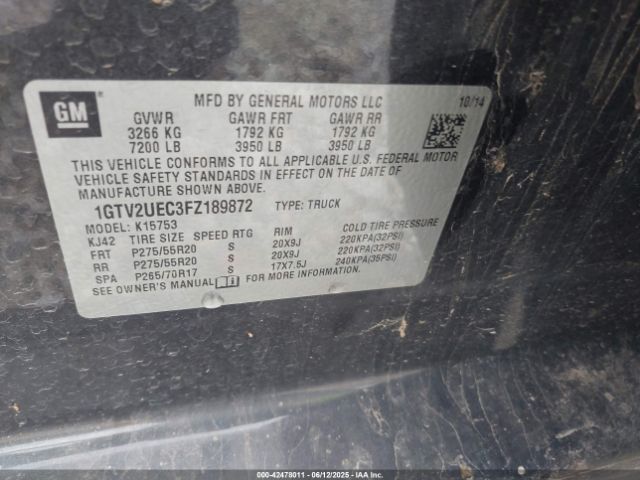 GM
MFD BY GENERAL MOTORS LLC
10/14
GVWR GAWR FRT GAWR RR
3266 KG 1792 KG 1792 KG
7200 LB 3950 LB 3950 LB
THIS VEHICLE CONFORMS TO ALL APPLICABLE U.S. FEDERAL MOTOR
VEHICLE SAFETY STANDARDS IN EFFECT ON THE DATE OF
MANUFACTURE SHOWN ABOVE.
1GTV2UEC3FZ189872 TYPE: TRUCK
MODEL: K15753
KJ42 TIRE SIZE SPEED RTG RIM COLD TIRE PRESSURE
FRT P275/55R20 S 20X9J 220KPA(32PSI)
RR P275/55R20 S 20X9J 220KPA(32PSI)
SPA P265/70R17 S 17X7.5J 240KPA(35PSI)
SEE OWNER'S MANUAL FOR MORE INFORMATION.
000-42478011 - 06/12/2025 - IAAI.com